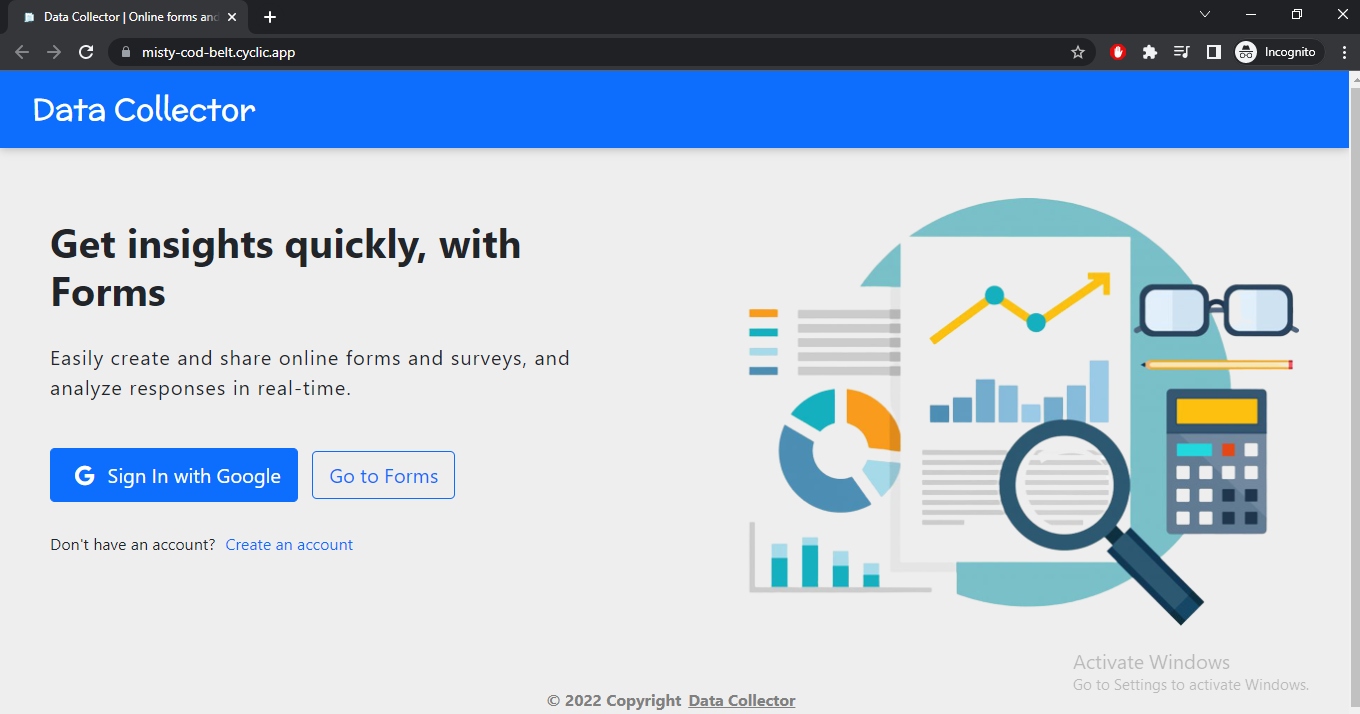 Data Collector | Online forms and
misty-cod-belt.cyclic.app
Incognito
Data Collector
Get insights quickly, with
Forms
Easily create and share online forms and surveys, and
analyze responses in real-time.
Sign In with Google
Go to Forms
Don't have an account? Create an account
Activate Windows
Go to Settings to activate Windows.
© 2022 Copyright Data Collector